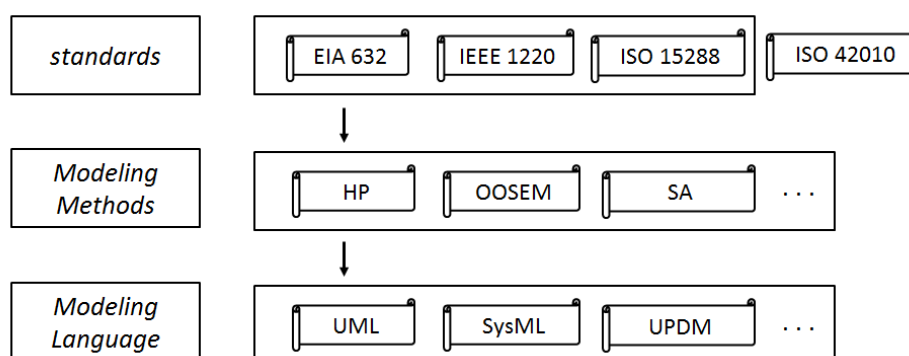 standards
EIA 632
IEEE 1220
ISO 15288
ISO 42010
Modeling
Methods
HP
OOSEM
SA
. . .
Modeling
Language
UML
SysML
UPDM
. . .